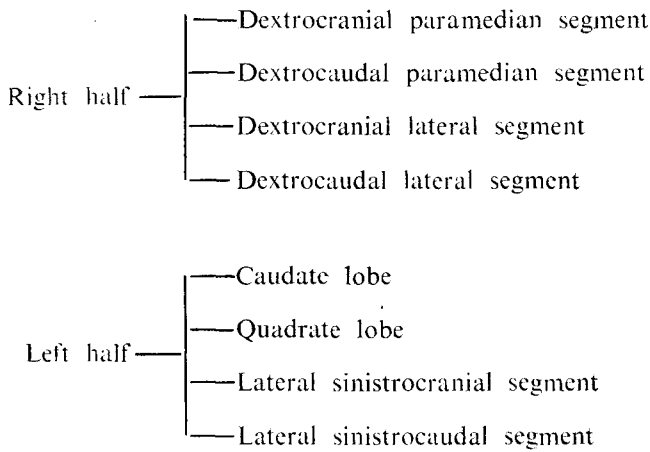 Dextrocranial paramedian segment
Dextrocaudal paramedian segment
Right half
Dextrocranial lateral segment
Dextrocaudal lateral segment
Caudate lobe
Quadrate lobe
Left half
Lateral sinistrocranial segment
Lateral sinistrocaudal segment